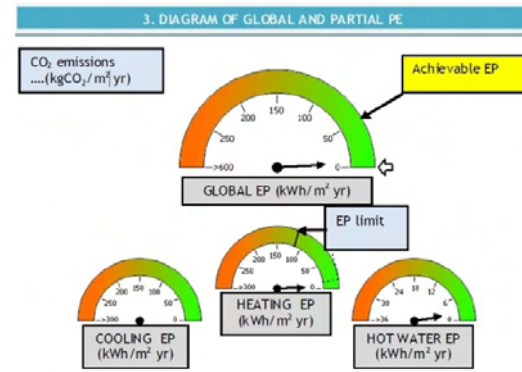 3. DIAGRAM OF GLOBAL AND PARTIAL PE
CO₂ emissions
....(kgCO₂/m² yr)
Achievable EP
>600
250
200
150
100
50
0
GLOBAL EP (kWh/m² yr)
EP limit
>300
250
200
150
100
50
0
HEATING EP
(kWh/m² yr)
>300
250
200
150
100
50
0
COOLING EP
(kWh/m² yr)
>36
30
24
18
12
6
0
HOT WATER EP
(kWh/m² yr)